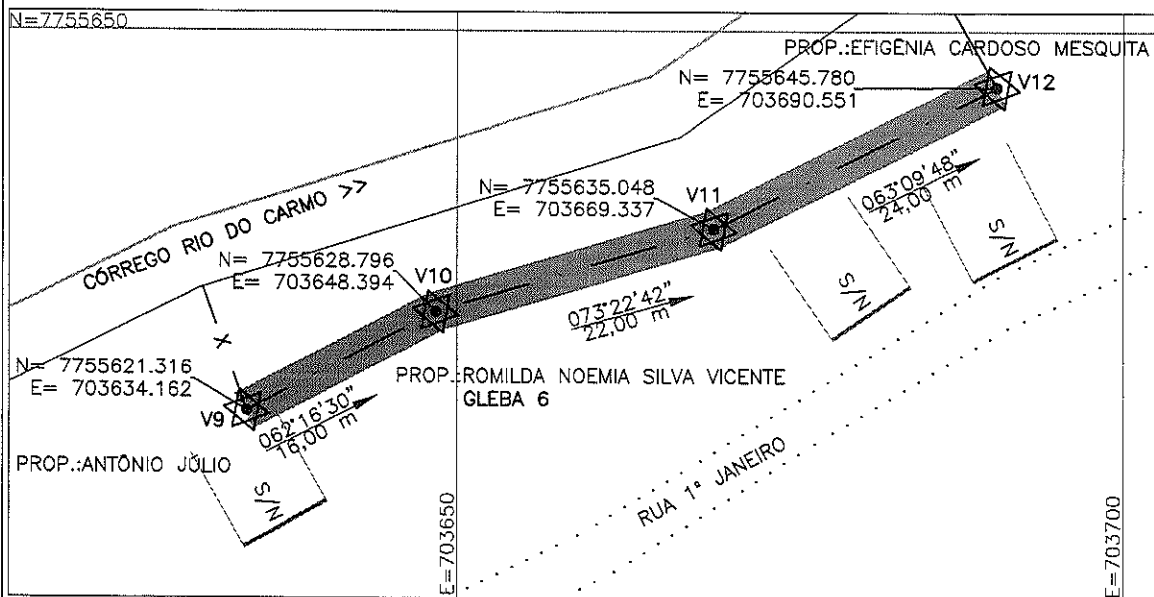 N=7755650
PROP.:EFIGÊNIA CARDOSO MESQUITA
N= 7755645.780
E= 703690.551
V12
CÓRREGO RIO DO CARMO >>
N= 7755635.048
E= 703669.337
V11
063°09'48"
24,00 m
S/N
N= 7755628.796
E= 703648.394
V10
073°22'42"
22,00 m
S/N
X
N= 7755621.316
E= 703634.162
V9
062°16'30"
16,00 m
PROP.:ROMILDA NOEMIA SILVA VICENTE
GLEBA 6
PROP.:ANTÔNIO JÚLIO
S/N
RUA 1ª JANEIRO
E=703650
E=703700